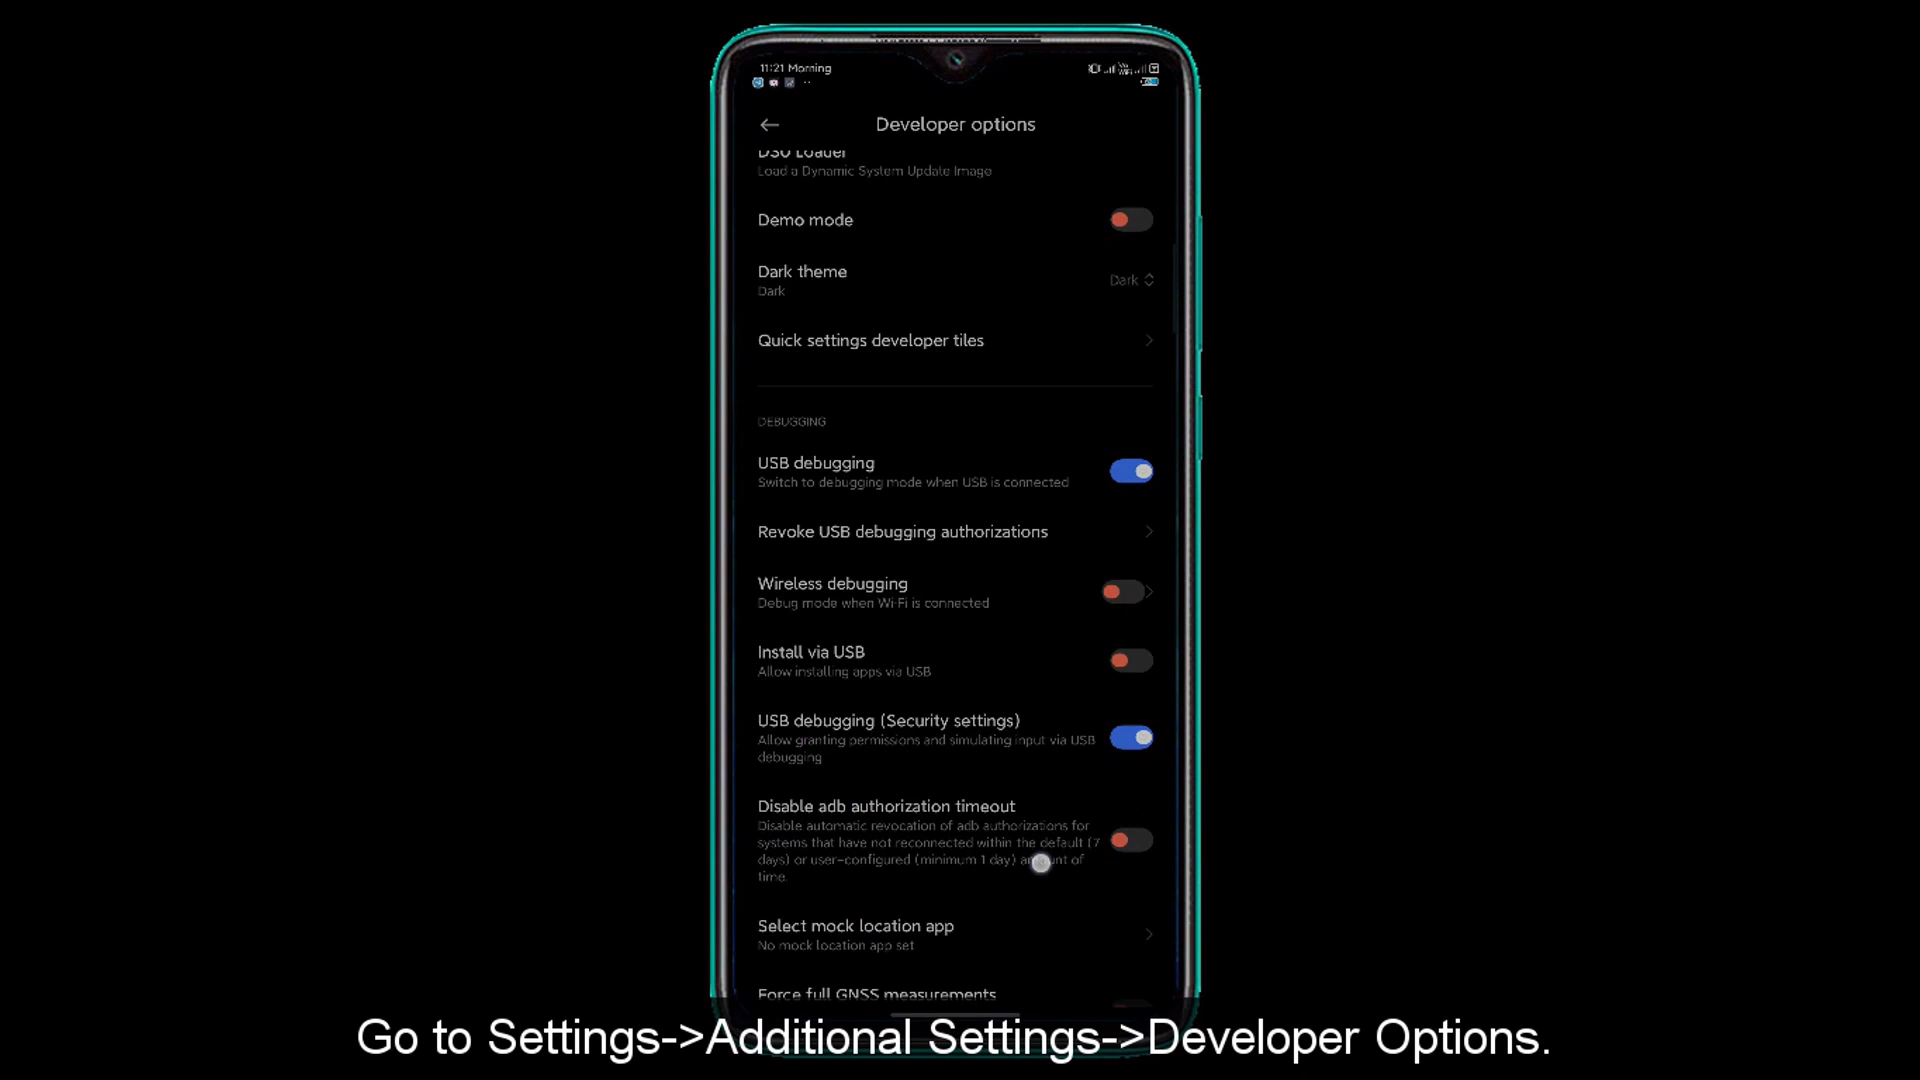 11:21 Morning
Developer options
DSU Loader
Load a Dynamic System Update Image
Demo mode
Dark theme
Dark
Dark
Quick settings developer tiles
DEBUGGING
USB debugging
Switch to debugging mode when USB is connected
Revoke USB debugging authorizations
Wireless debugging
Debug mode when Wi-Fi is connected
Install via USB
Allow installing apps via USB
USB debugging (Security settings)
Allow granting permissions and simulating input via USB
debugging
Disable adb authorization timeout
Disable automatic revocation of adb authorizations for
systems that have not reconnected within the default (7
days) or user-configured (minimum 1 day) amount of
time.
Select mock location app
No mock location app set
Force full GNSS measurements
Go to Settings->Additional Settings->Developer Options.